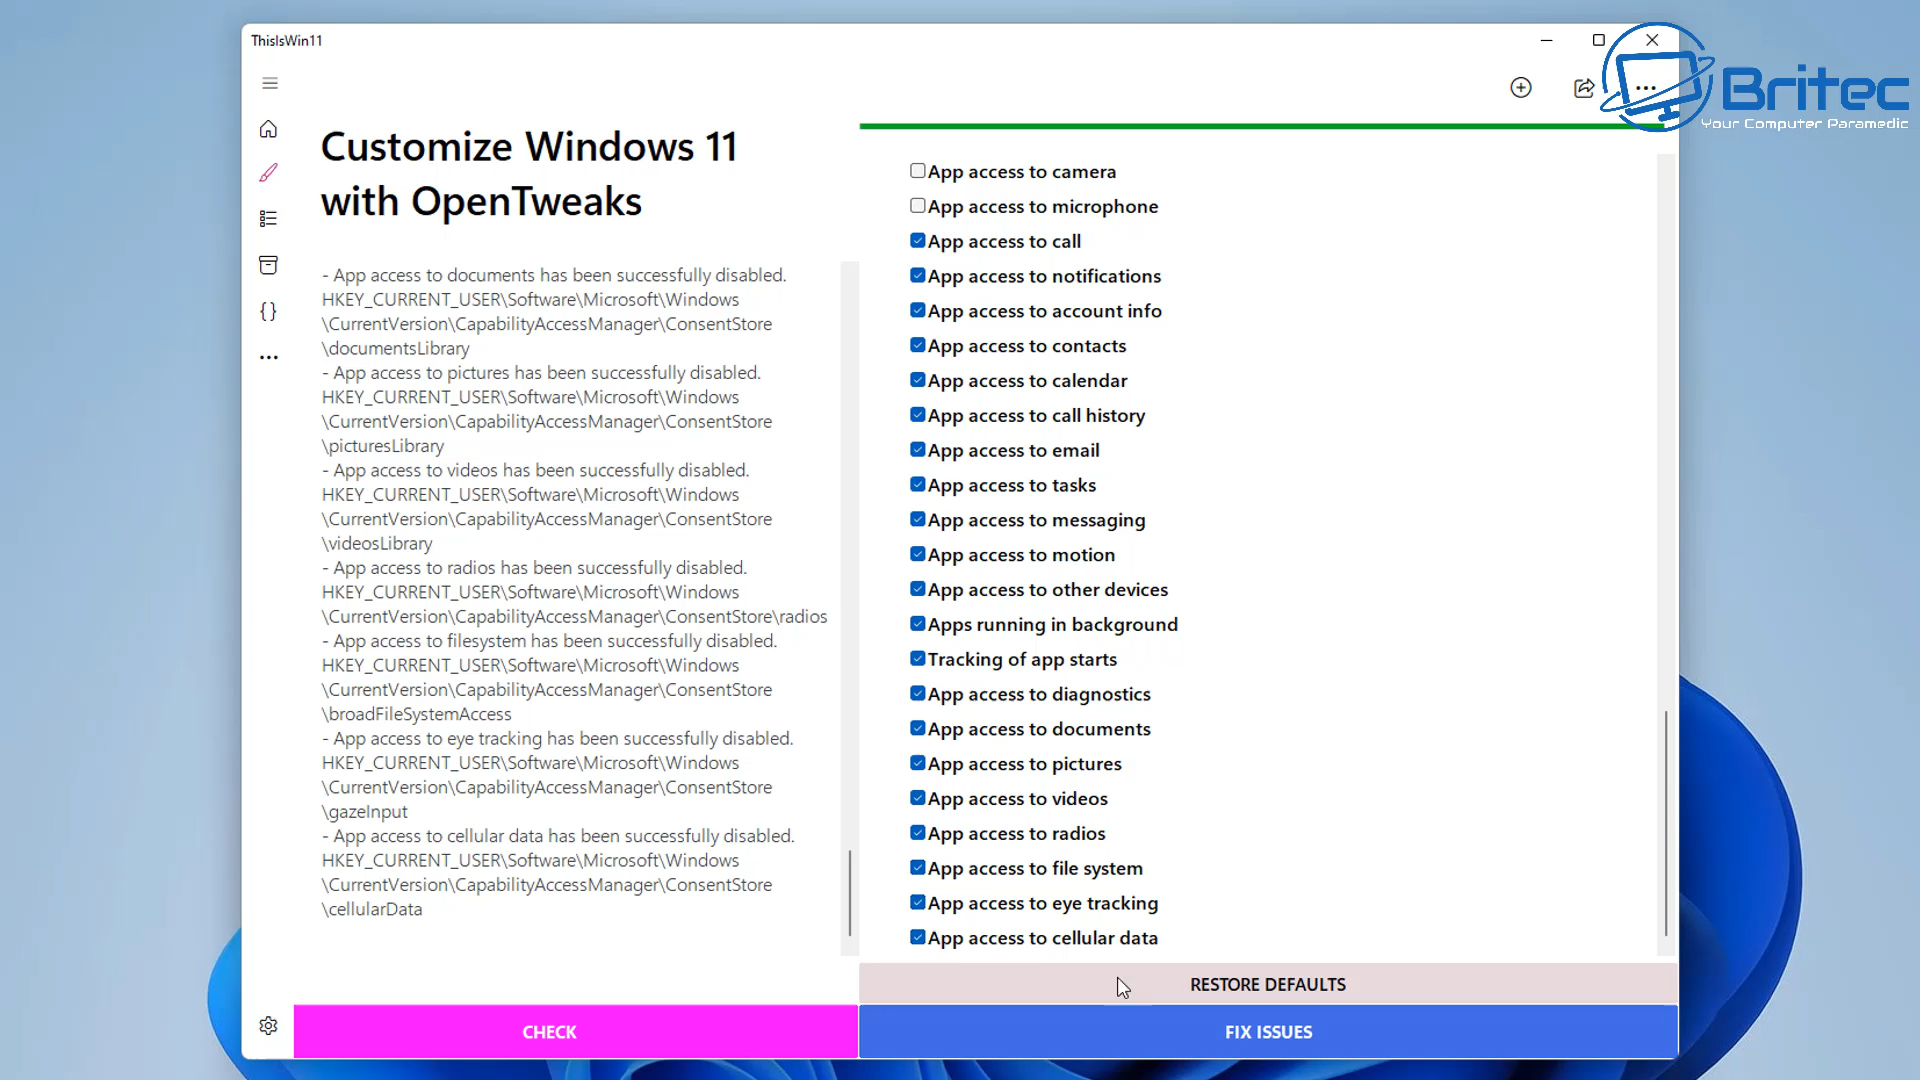 ThisIsWin11
Britec
Your Computer Paramedic
Customize Windows 11
with OpenTweaks
- App access to documents has been successfully disabled.
HKEY_CURRENT_USER\Software\Microsoft\Windows
\CurrentVersion\CapabilityAccessManager\ConsentStore
\documentsLibrary
- App access to pictures has been successfully disabled.
HKEY_CURRENT_USER\Software\Microsoft\Windows
\CurrentVersion\CapabilityAccessManager\ConsentStore
\picturesLibrary
- App access to videos has been successfully disabled.
HKEY_CURRENT_USER\Software\Microsoft\Windows
\CurrentVersion\CapabilityAccessManager\ConsentStore
\videosLibrary
- App access to radios has been successfully disabled.
HKEY_CURRENT_USER\Software\Microsoft\Windows
\CurrentVersion\CapabilityAccessManager\ConsentStore\radios
- App access to filesystem has been successfully disabled.
HKEY_CURRENT_USER\Software\Microsoft\Windows
\CurrentVersion\CapabilityAccessManager\ConsentStore
\broadFileSystemAccess
- App access to eye tracking has been successfully disabled.
HKEY_CURRENT_USER\Software\Microsoft\Windows
\CurrentVersion\CapabilityAccessManager\ConsentStore
\gazeInput
- App access to cellular data has been successfully disabled.
HKEY_CURRENT_USER\Software\Microsoft\Windows
\CurrentVersion\CapabilityAccessManager\ConsentStore
\cellularData
CHECK
App access to camera
App access to microphone
App access to call
App access to notifications
App access to account info
App access to contacts
App access to calendar
App access to call history
App access to email
App access to tasks
App access to messaging
App access to motion
App access to other devices
Apps running in background
Tracking of app starts
App access to diagnostics
App access to documents
App access to pictures
App access to videos
App access to radios
App access to file system
App access to eye tracking
App access to cellular data
RESTORE DEFAULTS
FIX ISSUES